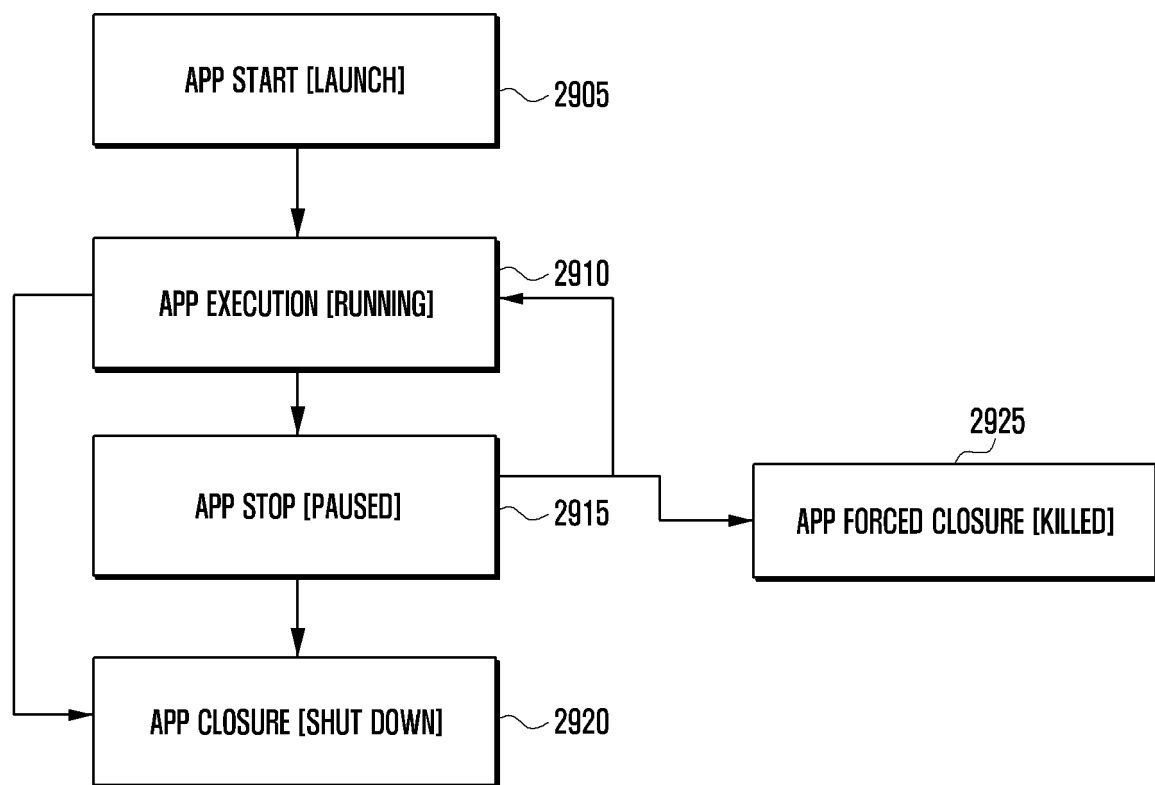 APP START [LAUNCH]
2905
APP EXECUTION [RUNNING]
2910
APP STOP [PAUSED]
2915
APP FORCED CLOSURE [KILLED]
2925
APP CLOSURE [SHUT DOWN]
2920